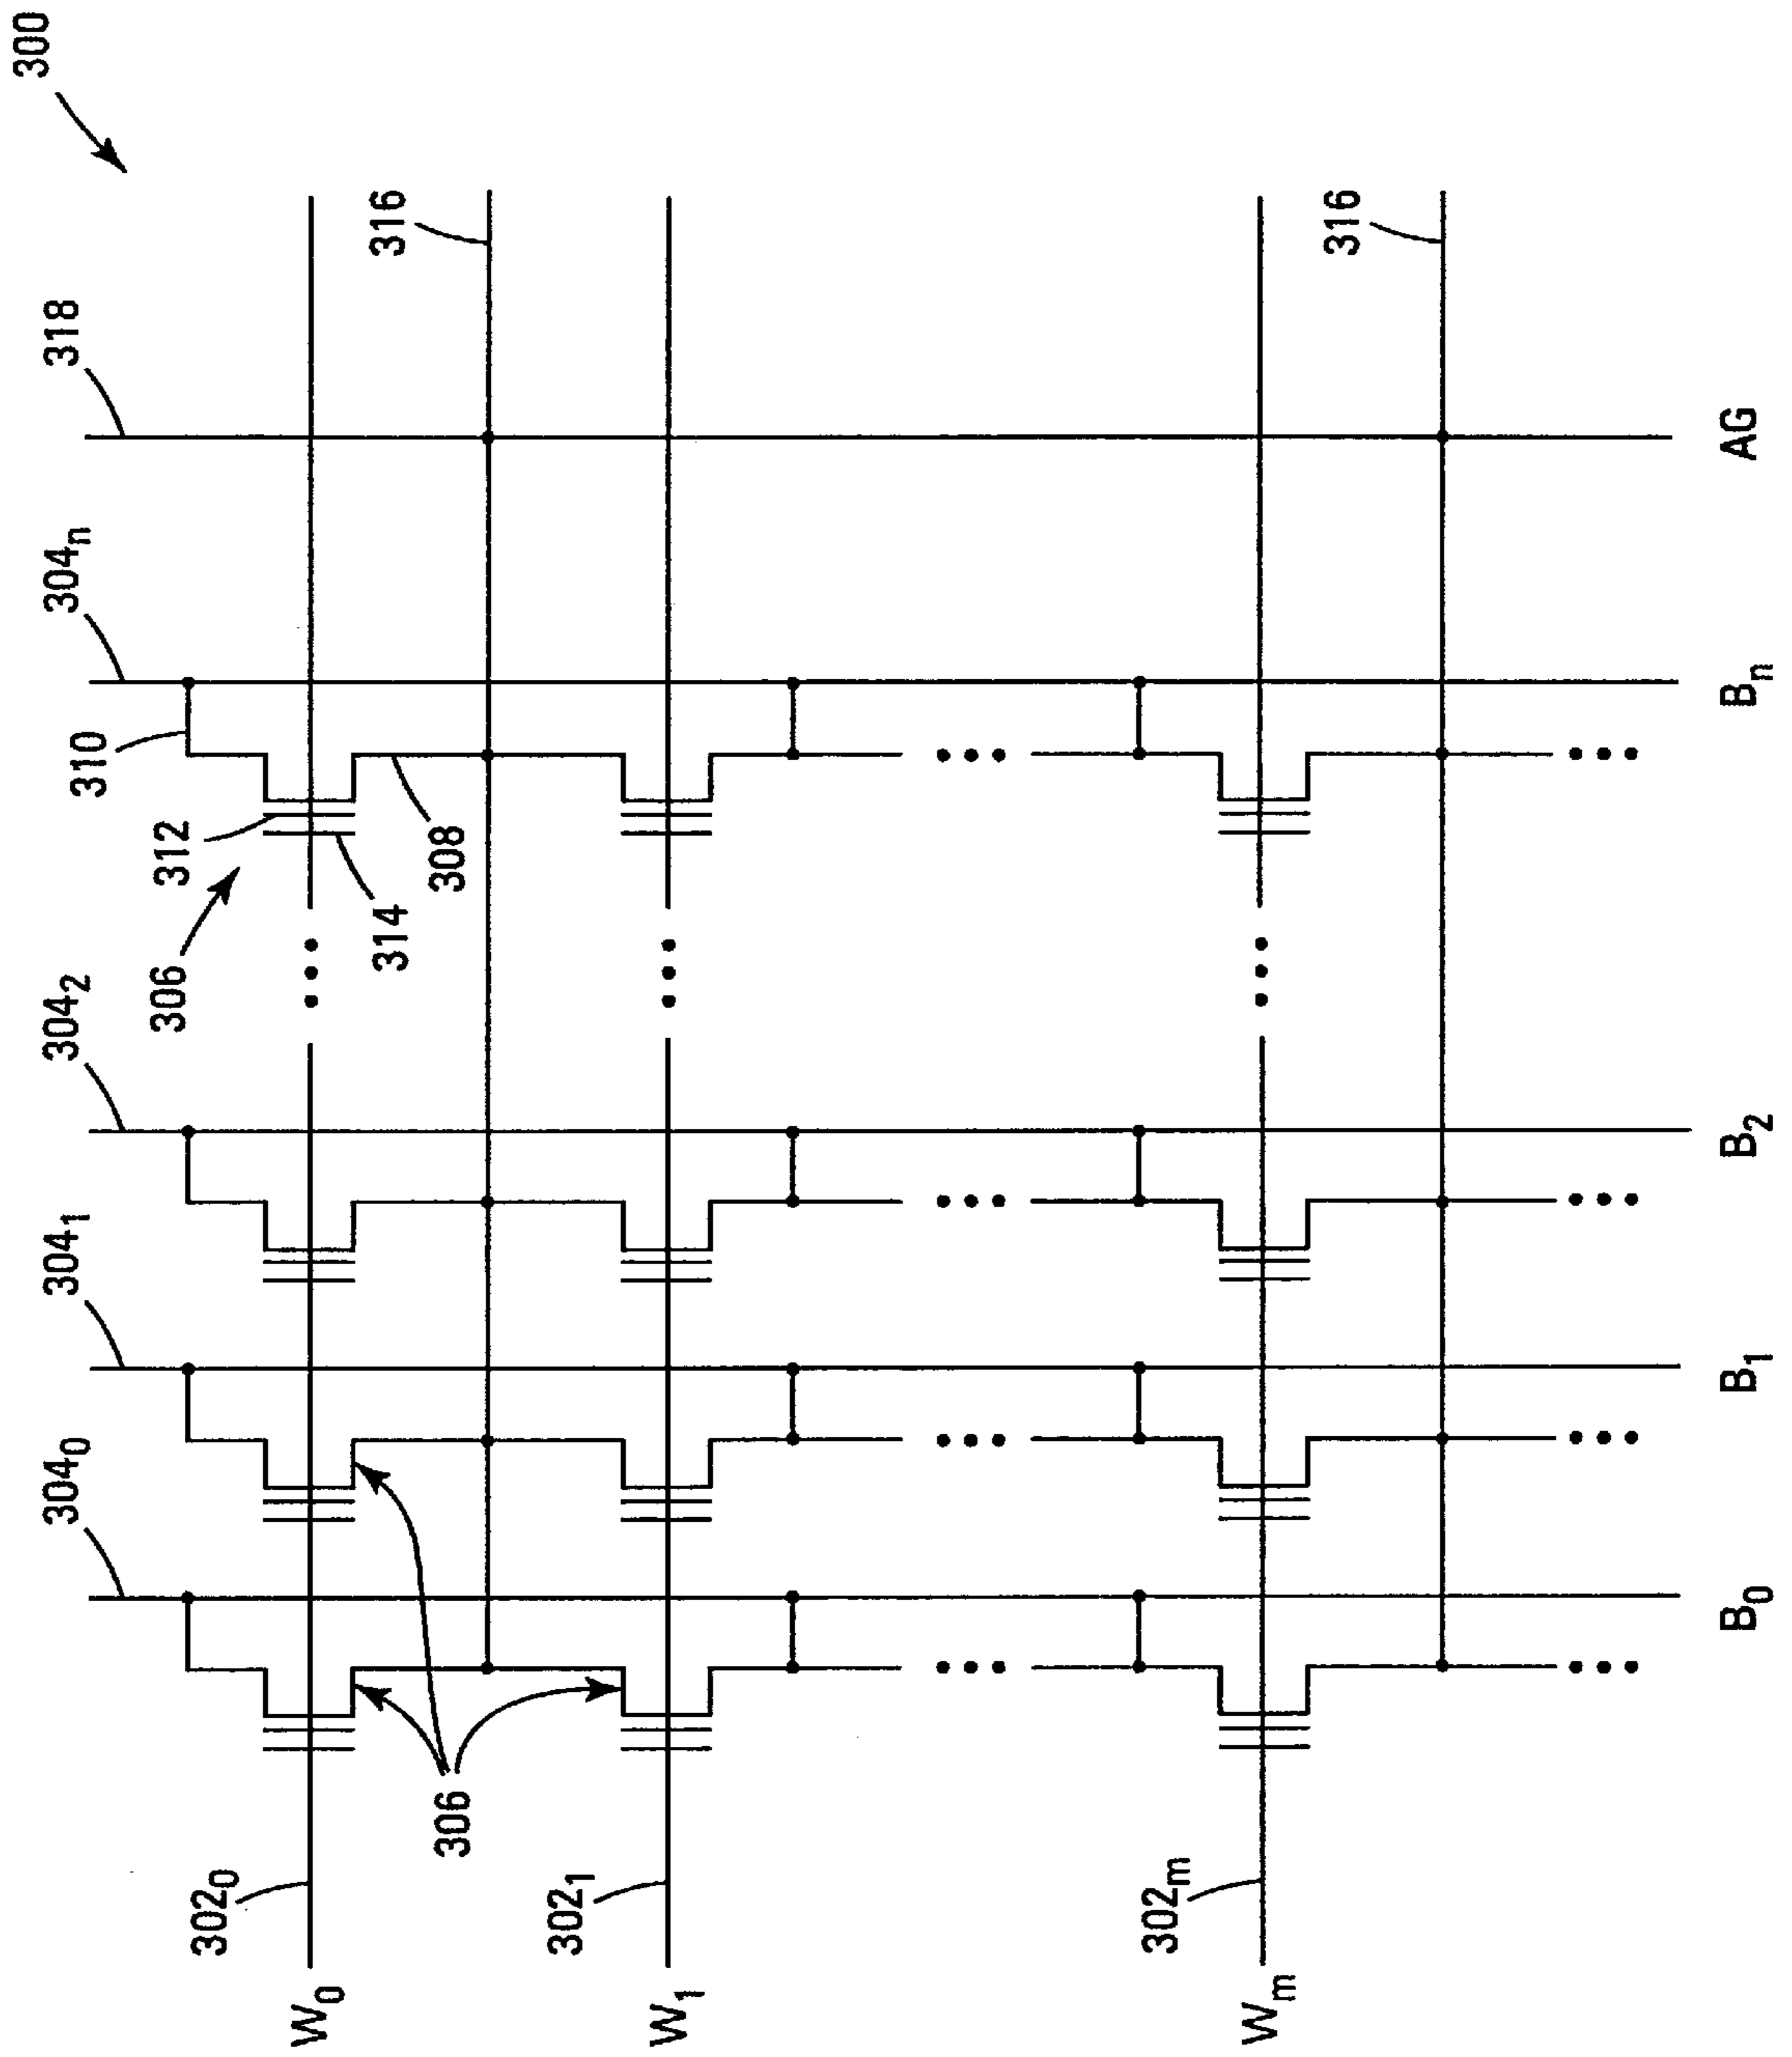 300
304₀ 304₁ 304₂ 304ₙ 318
310
306 312
302₀
W₀
314 316
306 308
302₁
W₁
302ₘ
Wₘ
316
B₀ B₁ B₂ Bₙ AG